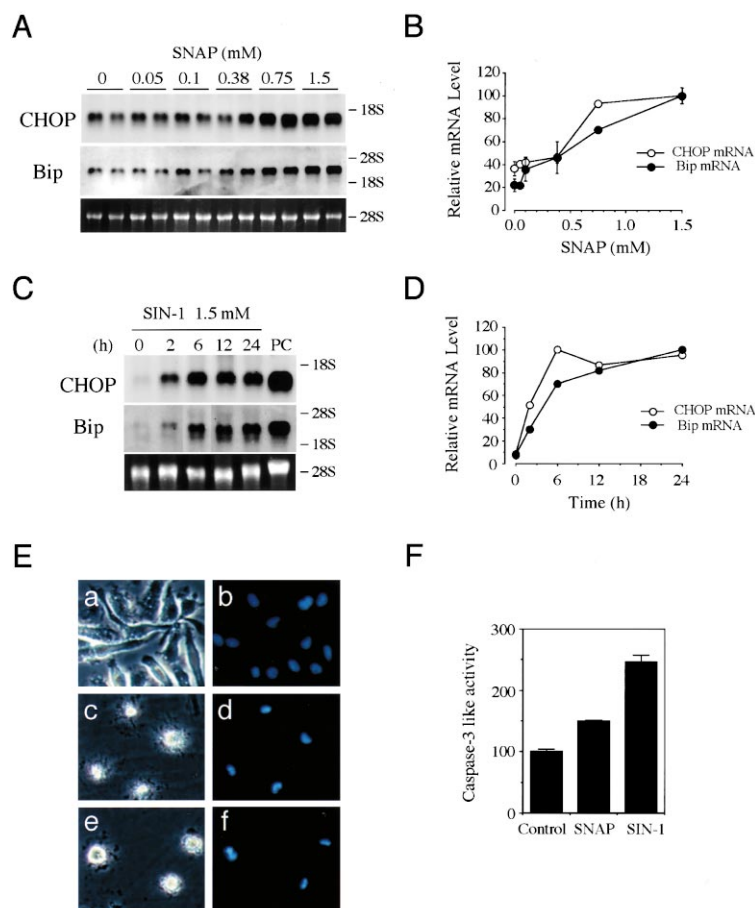 A
SNAP (mM)
0 0.05 0.1 0.38 0.75 1.5
CHOP
- 18S
Bip
- 28S
- 18S
- 28S
B
Relative mRNA Level
120
100
80
60
40
20
0
0.0 0.5 1.0 1.5
SNAP (mM)
CHOP mRNA
Bip mRNA
C
SIN-1 1.5 mM
(h) 0 2 6 12 24 PC
CHOP
- 18S
Bip
- 28S
- 18S
- 28S
D
Relative mRNA Level
120
100
80
60
40
20
0
0 6 12 18 24
Time (h)
CHOP mRNA
Bip mRNA
E
a b
c d
e f
F
Caspase-3 like activity
300
200
100
0
Control SNAP SIN-1